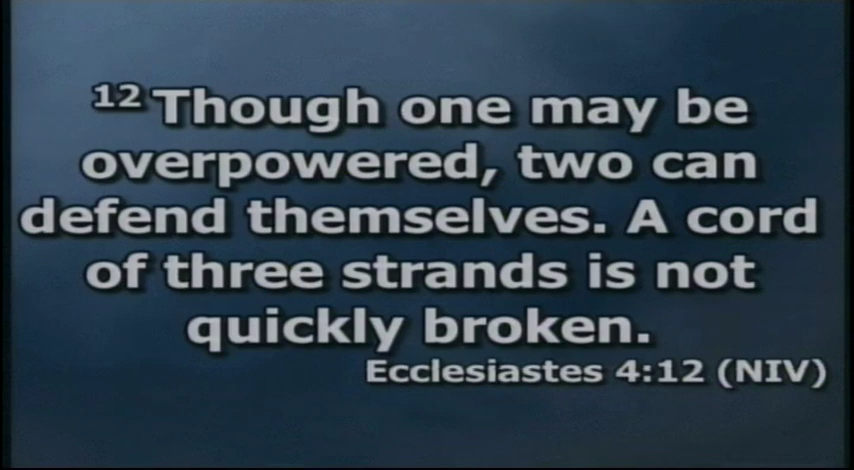 12 Though one may be
overpowered, two can
defend themselves. A cord
of three strands is not
quickly broken.
Ecclesiastes 4:12 (NIV)